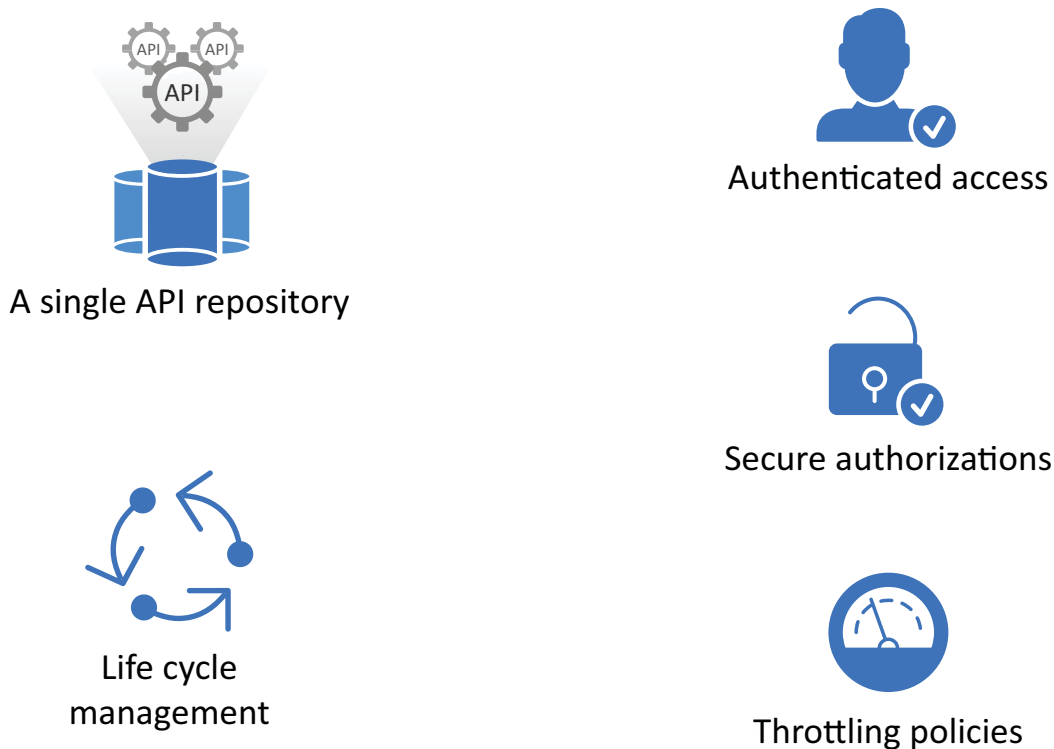 API
API
API
A single API repository
Life cycle
management
Authenticated access
Secure authorizations
Throttling policies